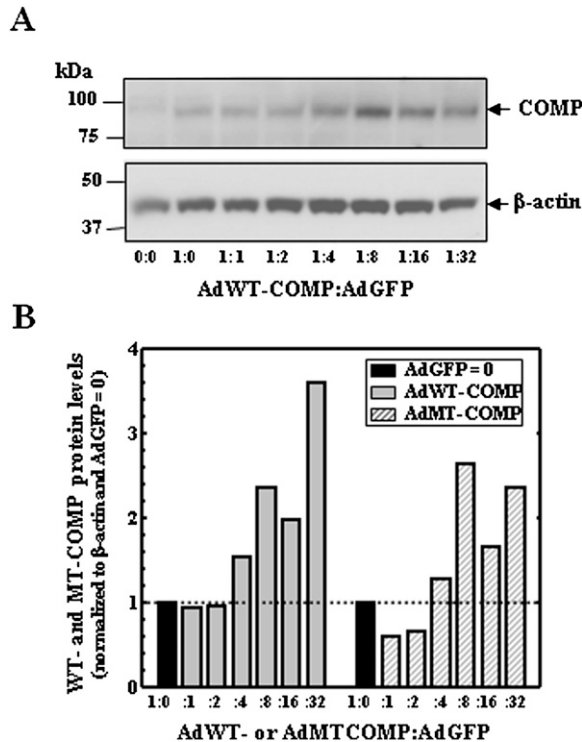 A
kDa
100
75
COMP
50
37
β-actin
0:0 1:0 1:1 1:2 1:4 1:8 1:16 1:32
AdWT-COMP:AdGFP
B
WT- and MT-COMP protein levels
(normalized to β-actin and AdGFP = 0)
4
3
2
1
0
AdGFP = 0
AdWT-COMP
AdMT-COMP
1:0 :1 :2 :4 :8 :16 :32 1:0 :1 :2 :4 :8 :16 :32
AdWT- or AdMTCOMP:AdGFP